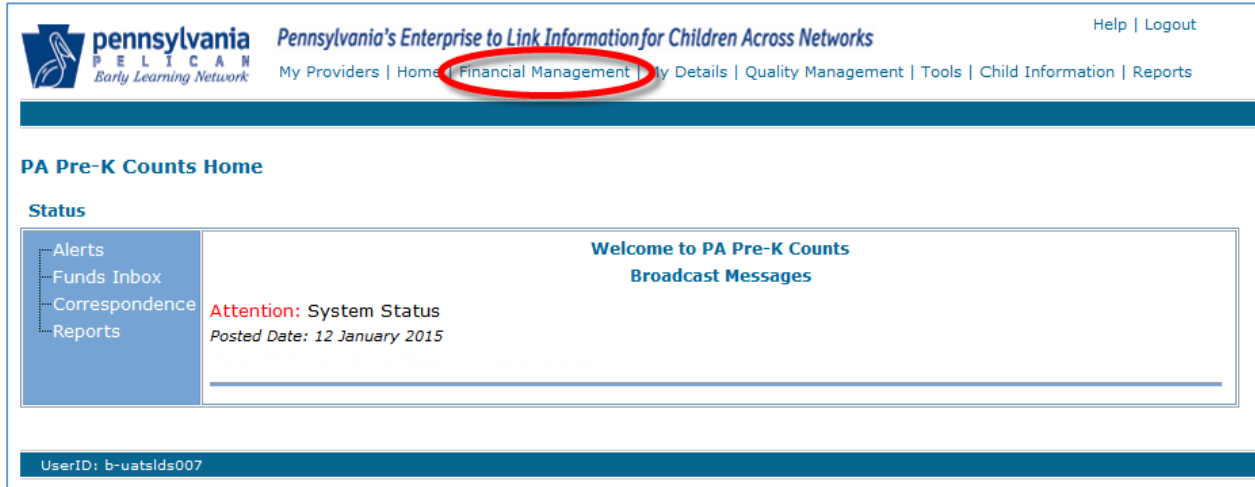 pennsylvania
PELICAN
Early Learning Network
Pennsylvania's Enterprise to Link Information for Children Across Networks
Help | Logout
My Providers | Home | Financial Management | My Details | Quality Management | Tools | Child Information | Reports
PA Pre-K Counts Home
Status
Alerts
Funds Inbox
Correspondence
Reports
Welcome to PA Pre-K Counts
Broadcast Messages
Attention: System Status
Posted Date: 12 January 2015
UserID: b-uatslds007